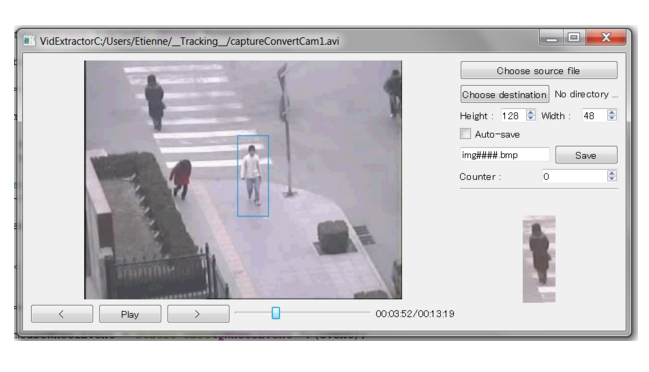 VidExtractorC:/Users/Etienne/__Tracking__/captureConvertCam1.avi
Choose source file
Choose destination No directory ...
Height : 128 Width : 48
Auto-save
img####.bmp Save
Counter : 0
< Play > 00:03:52/00:13:19